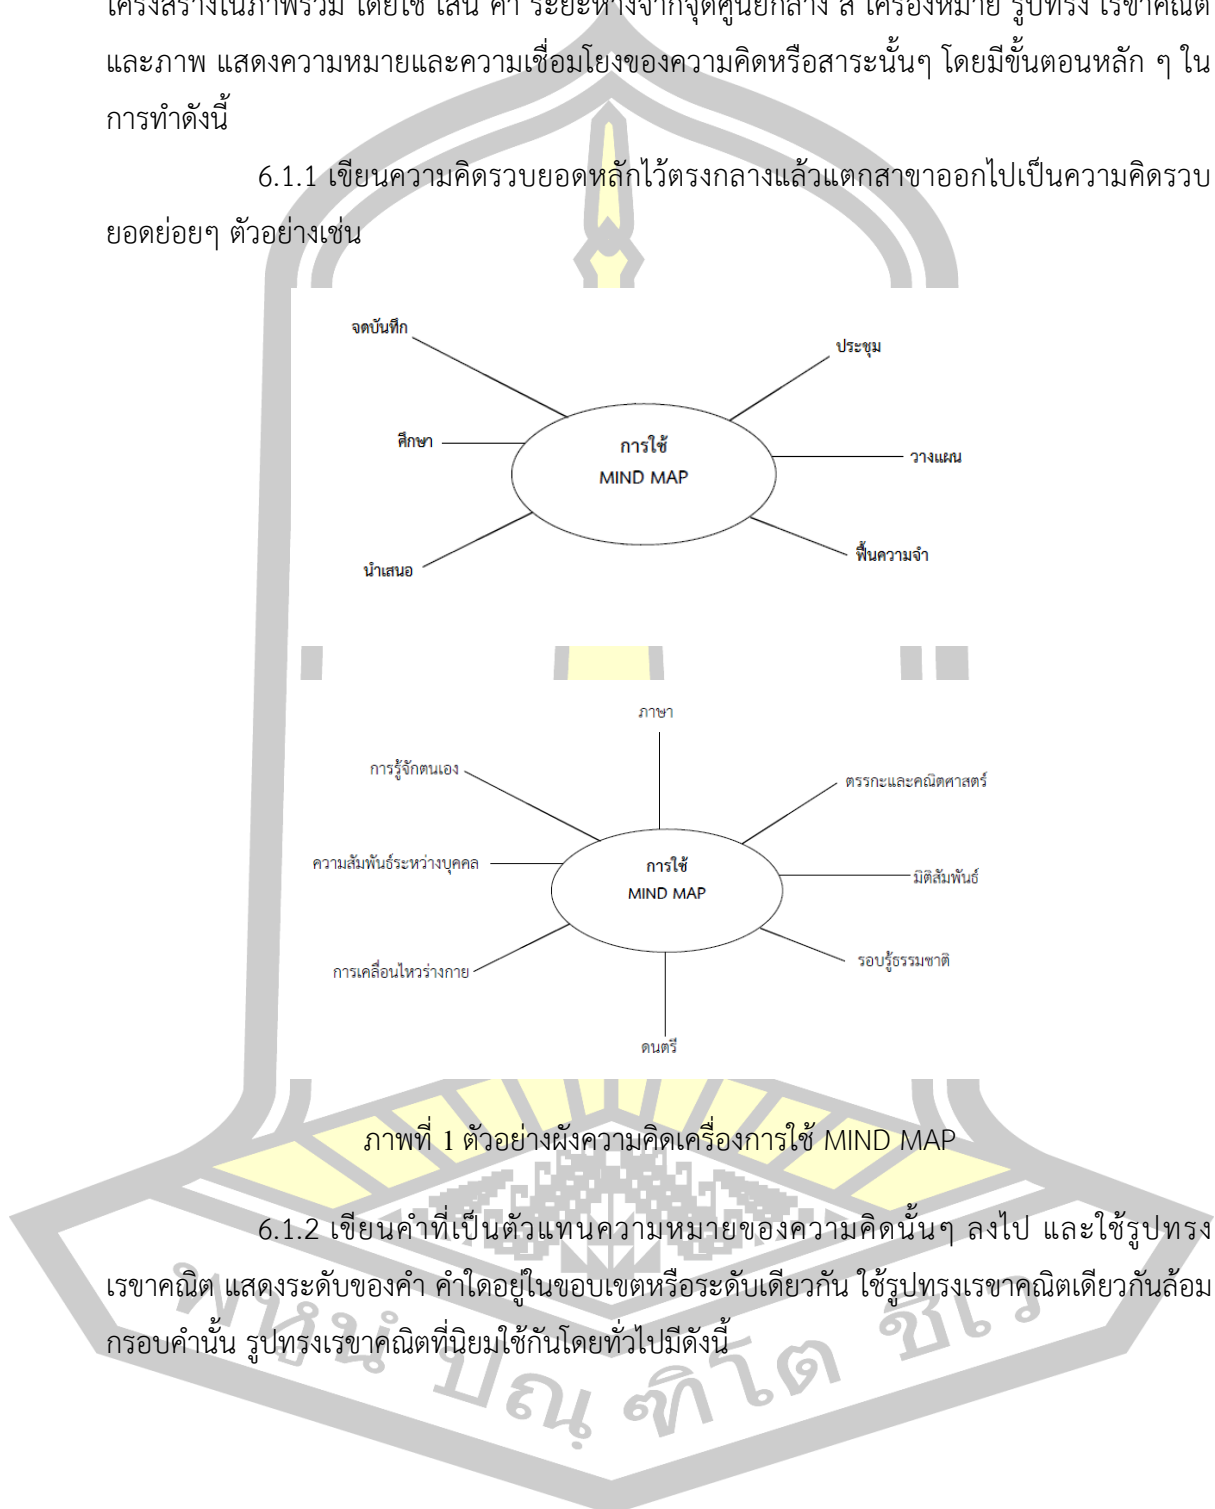 โครงสร้างในภาพรวม โดยใช้ เส้น คำ ระยะห่างจากจุดศูนย์กลาง สี เครื่องหมาย รูปทรง เรขาคณิต
และภาพ แสดงความหมายและความเชื่อมโยงของความคิดหรือสาระนั้นๆ โดยมีขั้นตอนหลัก ๆ ใน
การทำดังนี้
6.1.1 เขียนความคิดรวบยอดหลักไว้ตรงกลางแล้วแตกสาขาออกไปเป็นความคิดรวบ
ยอดย่อยๆ ตัวอย่างเช่น
จดบันทึก
ประชุม
ศึกษา
การใช้
MIND MAP
วางแผน
ฟื้นความจำ
นำเสนอ
ภาษา
การรู้จักตนเอง
ตรรกะและคณิตศาสตร์
ความสัมพันธ์ระหว่างบุคคล
การใช้
MIND MAP
มิติสัมพันธ์
รอบรู้ธรรมชาติ
การเคลื่อนไหวร่างกาย
ดนตรี
ภาพที่ 1 ตัวอย่างผังความคิดเครื่องการใช้ MIND MAP
6.1.2 เขียนคำที่เป็นตัวแทนความหมายของความคิดนั้นๆ ลงไป และใช้รูปทรง
เรขาคณิต แสดงระดับของคำ คำใดอยู่ในขอบเขตหรือระดับเดียวกัน ใช้รูปทรงเรขาคณิตเดียวกันล้อม
กรอบคำนั้น รูปทรงเรขาคณิตที่นิยมใช้กันโดยทั่วไปมีดังนี้
พหูนํ ปณฺฑิโต ชีเว